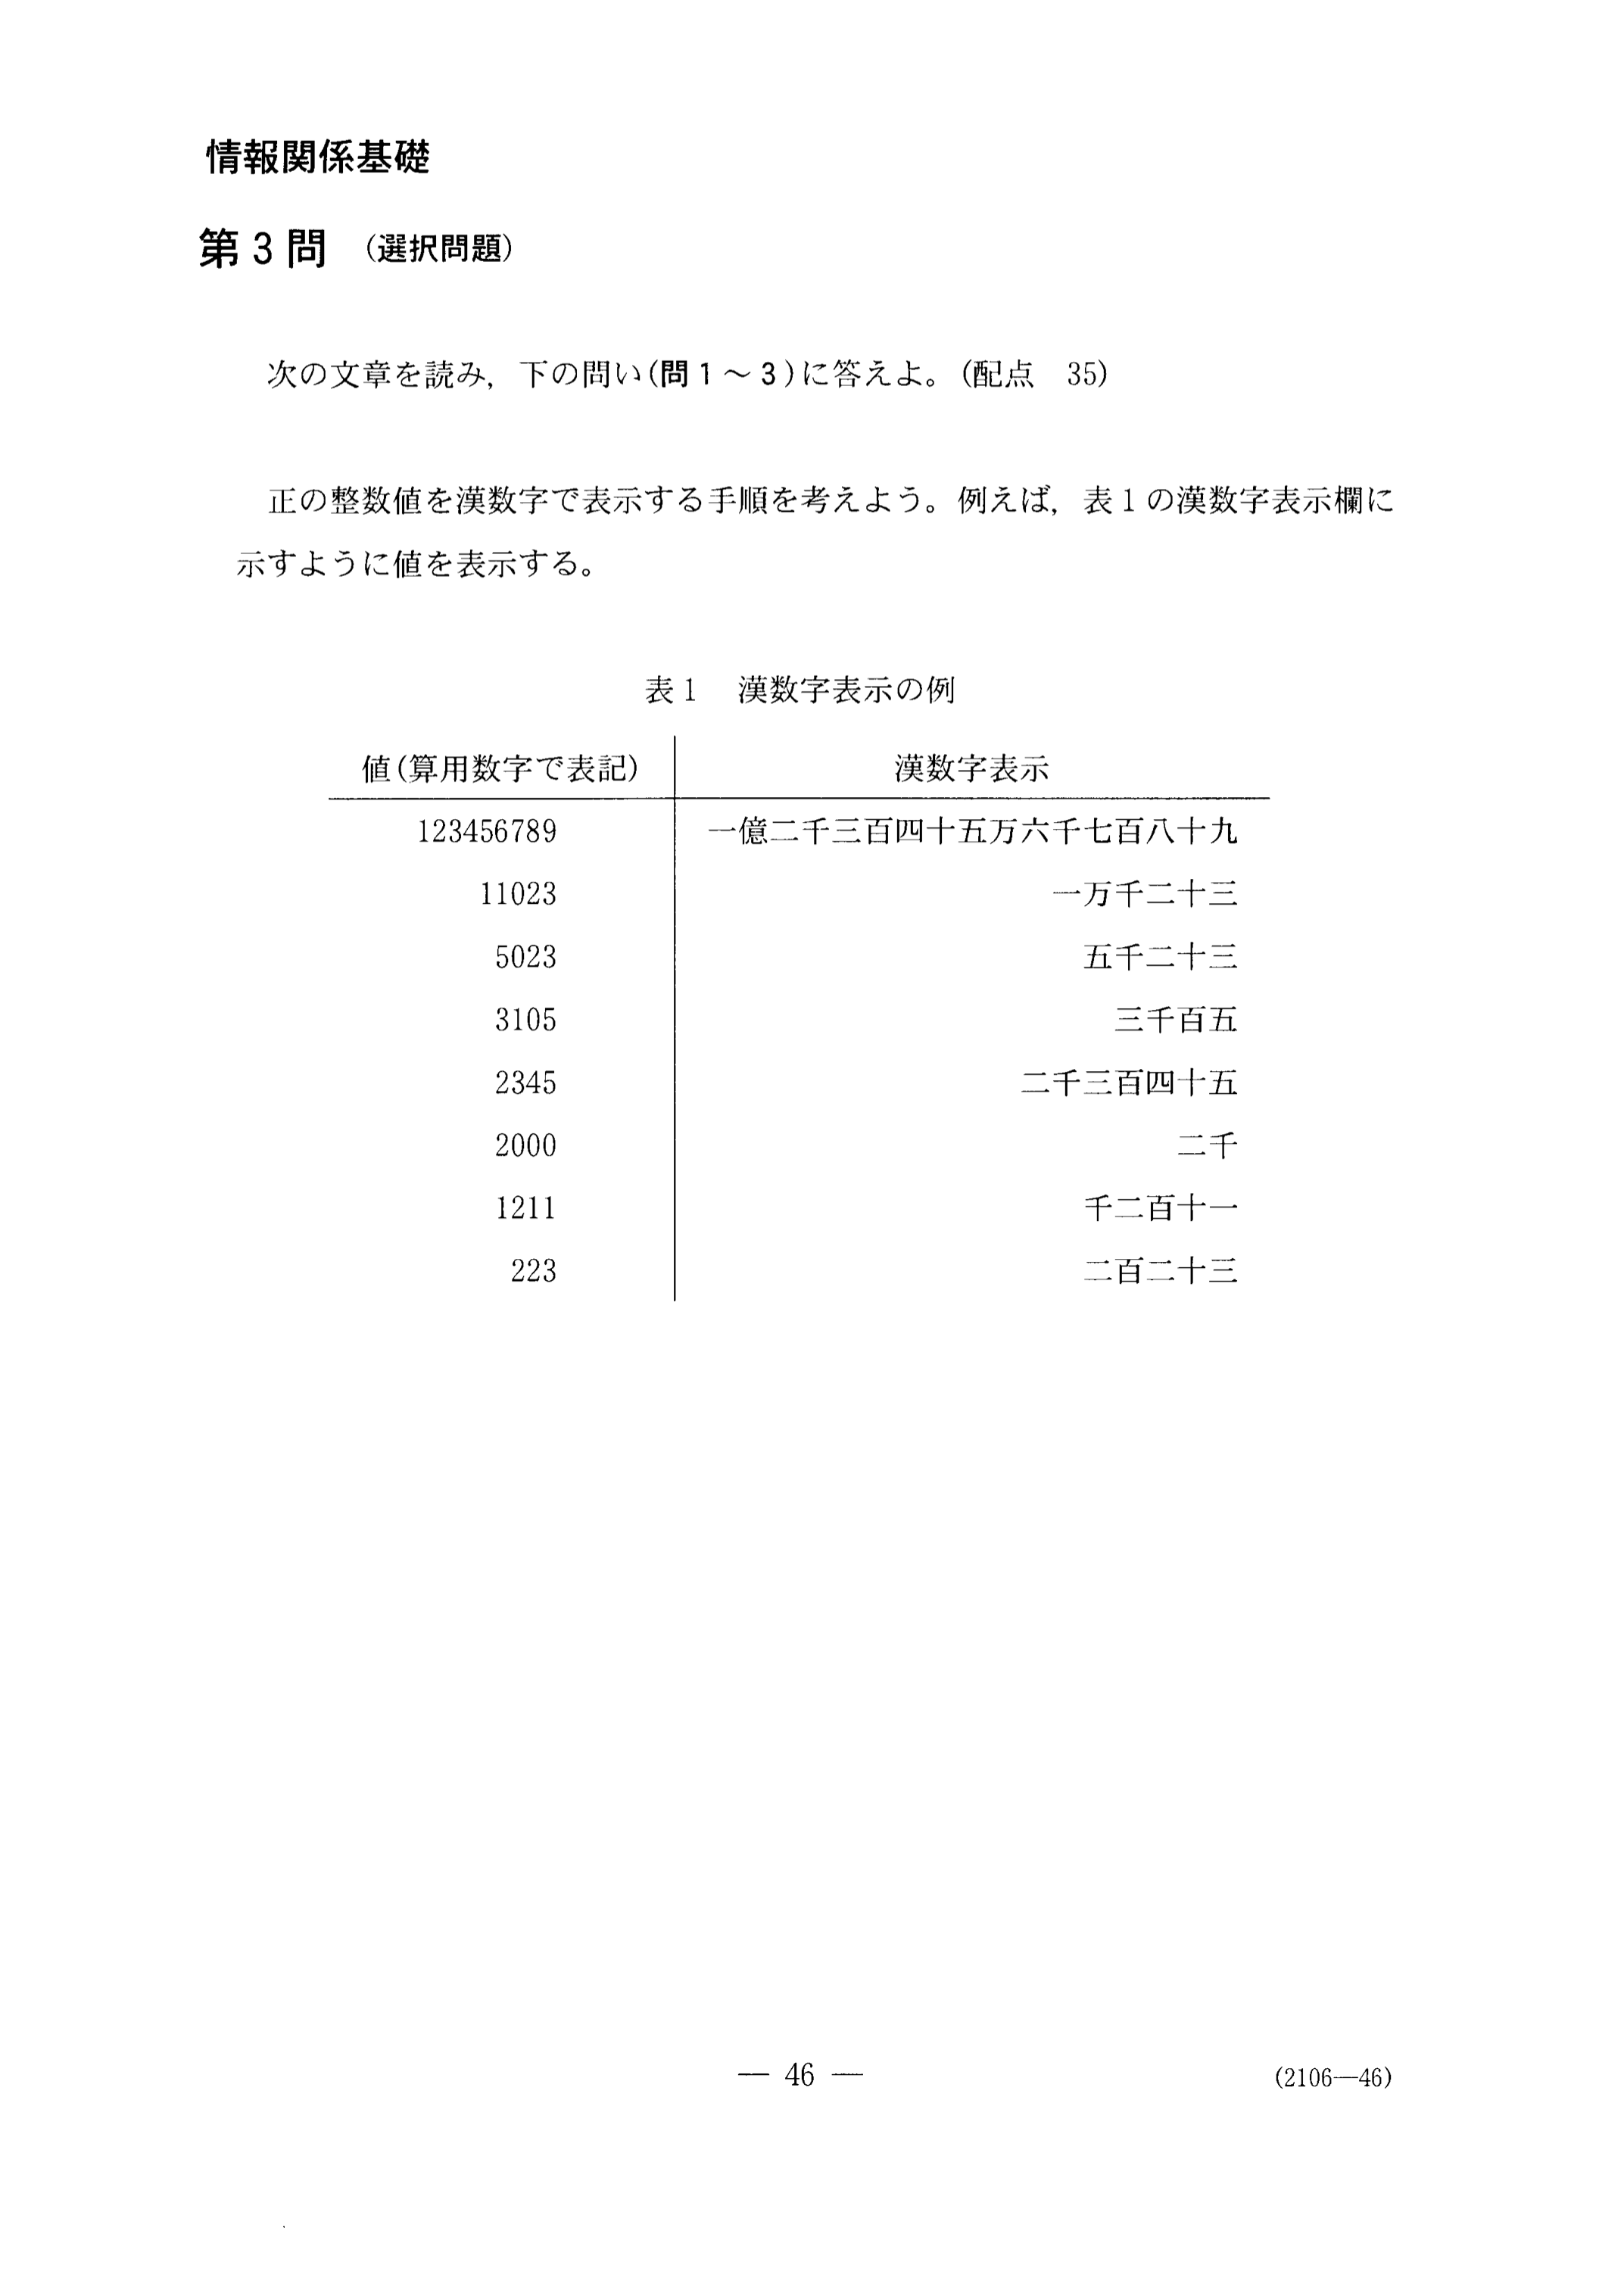 情報関係基礎
第3問 （選択問題）
次の文章を読み，下の問い(問1～3)に答えよ。(配点　35)
正の整数値を漢数字で表示する手順を考えよう。例えば，表1の漢数字表示欄に
示すように値を表示する。
表1　漢数字表示の例
値(算用数字で表記)　漢数字表示
123456789　一億二千三百四十五万六千七百八十九
11023　一万千二十三
5023　五千二十三
3105　三千百五
2345　二千三百四十五
2000　二千
1211　千二百十一
223　二百二十三
— 46 —　(2106—46)